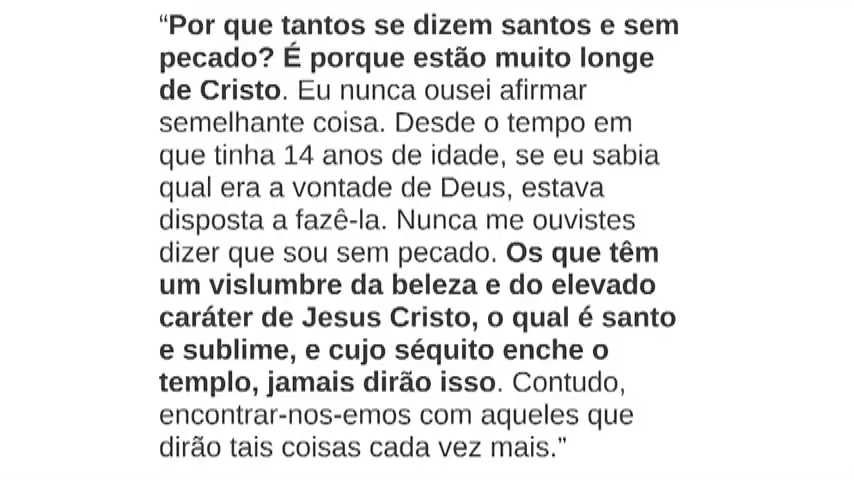 “Por que tantos se dizem santos e sem
pecado? É porque estão muito longe
de Cristo. Eu nunca ousei afirmar
semelhante coisa. Desde o tempo em
que tinha 14 anos de idade, se eu sabia
qual era a vontade de Deus, estava
disposta a fazê-la. Nunca me ouvistes
dizer que sou sem pecado. Os que têm
um vislumbre da beleza e do elevado
caráter de Jesus Cristo, o qual é santo
e sublime, e cujo séquito enche o
templo, jamais dirão isso. Contudo,
encontrar-nos-emos com aqueles que
dirão tais coisas cada vez mais.”